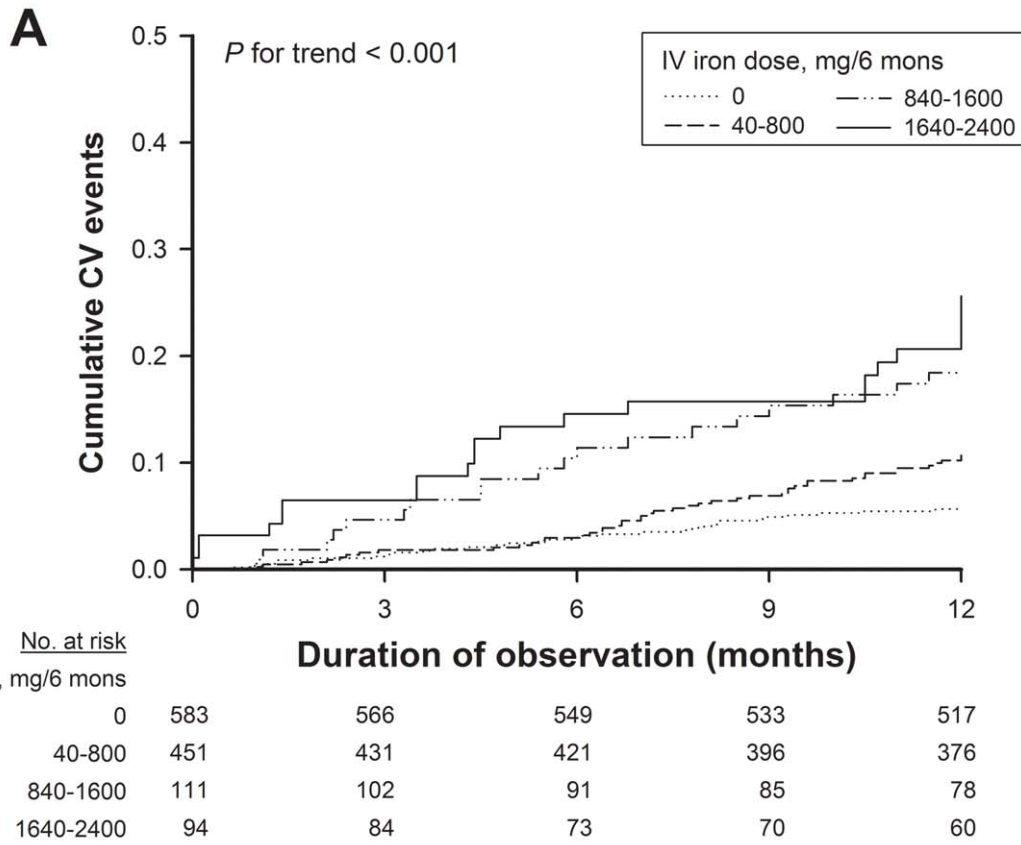 A
P for trend < 0.001
IV iron dose, mg/6 mons
0
840-1600
40-800
1640-2400
Cumulative CV events
0.5
0.4
0.3
0.2
0.1
0.0
0 3 6 9 12
Duration of observation (months)
No. at risk
, mg/6 mons
0 583 566 549 533 517
40-800 451 431 421 396 376
840-1600 111 102 91 85 78
1640-2400 94 84 73 70 60